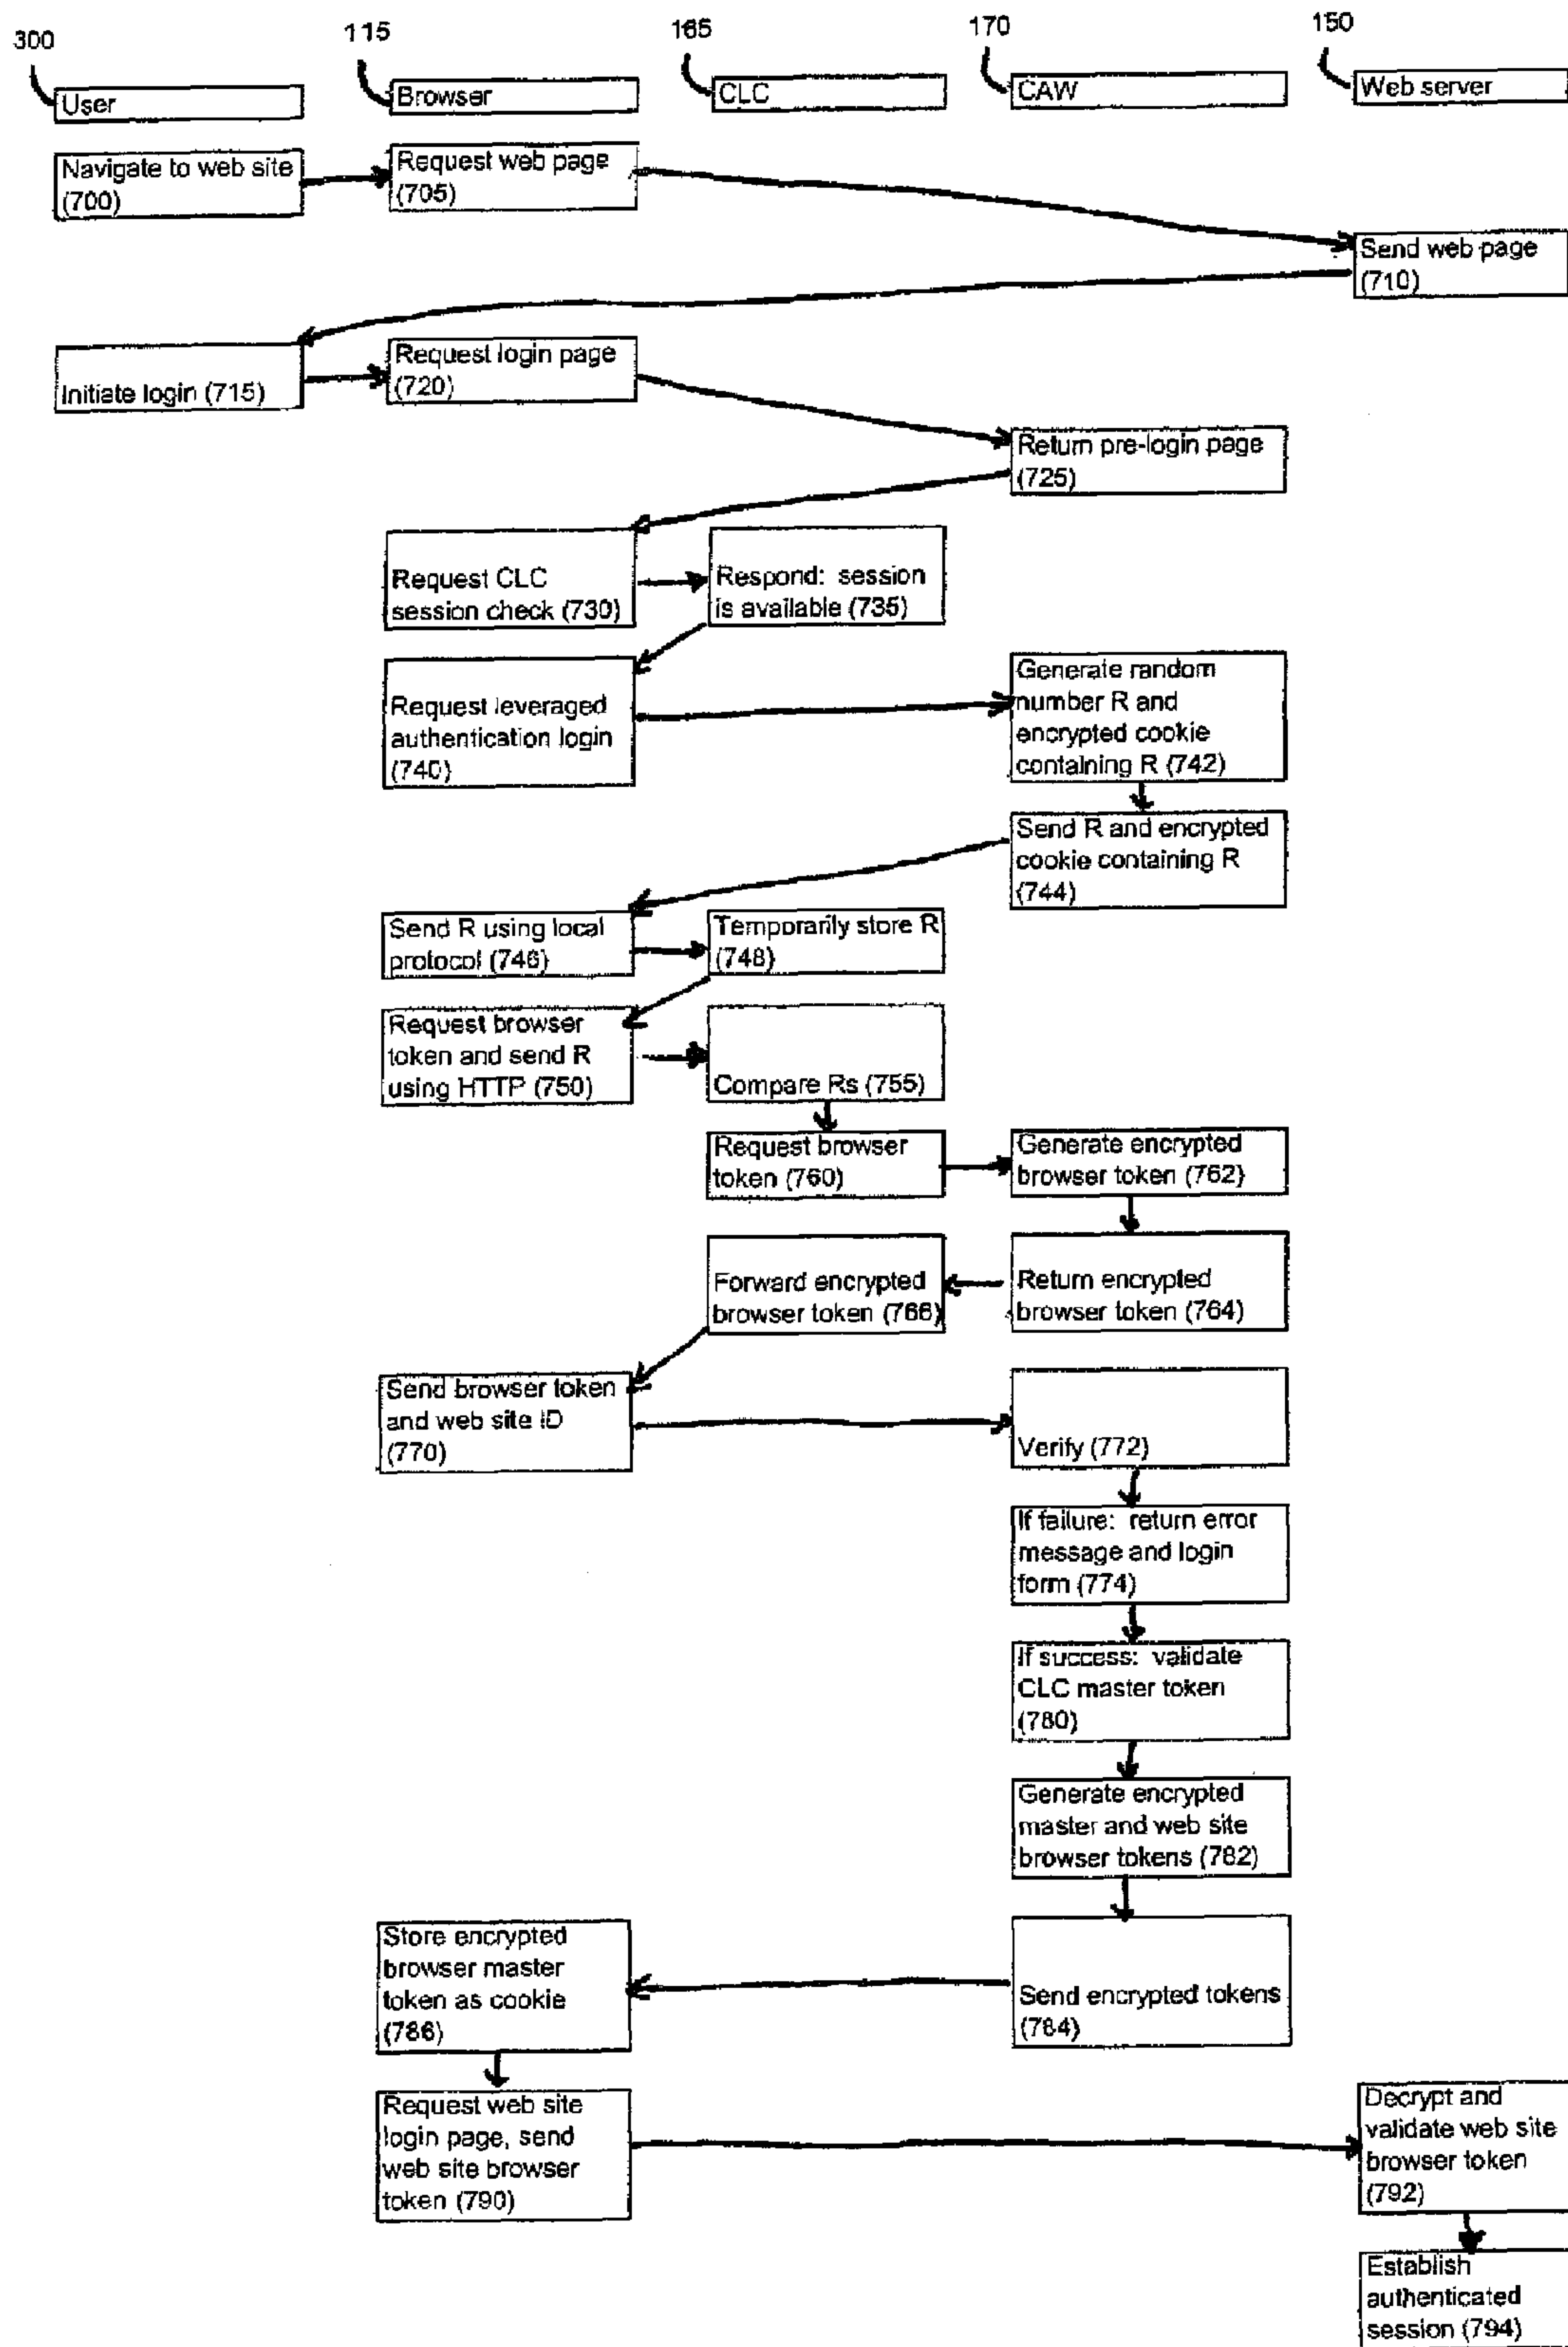 300
115
165
170
150
User
Browser
CLC
CAW
Web server
Navigate to web site
(700)
Request web page
(705)
Send web page
(710)
Initiate login (715)
Request login page
(720)
Return pre-login page
(725)
Request CLC
session check (730)
Respond: session
is available (735)
Request leveraged
authentication login
(740)
Generate random
number R and
encrypted cookie
containing R (742)
Send R and encrypted
cookie containing R
(744)
Send R using local
protocol (746)
Temporarily store R
(748)
Request browser
token and send R
using HTTP (750)
Compare Rs (755)
Request browser
token (760)
Generate encrypted
browser token (762)
Forward encrypted
browser token (766)
Return encrypted
browser token (764)
Send browser token
and web site ID
(770)
Verify (772)
If failure: return error
message and login
form (774)
If success: validate
CLC master token
(780)
Generate encrypted
master and web site
browser tokens (782)
Store encrypted
browser master
token as cookie
(786)
Send encrypted tokens
(784)
Request web site
login page, send
web site browser
token (790)
Decrypt and
validate web site
browser token
(792)
Establish
authenticated
session (794)